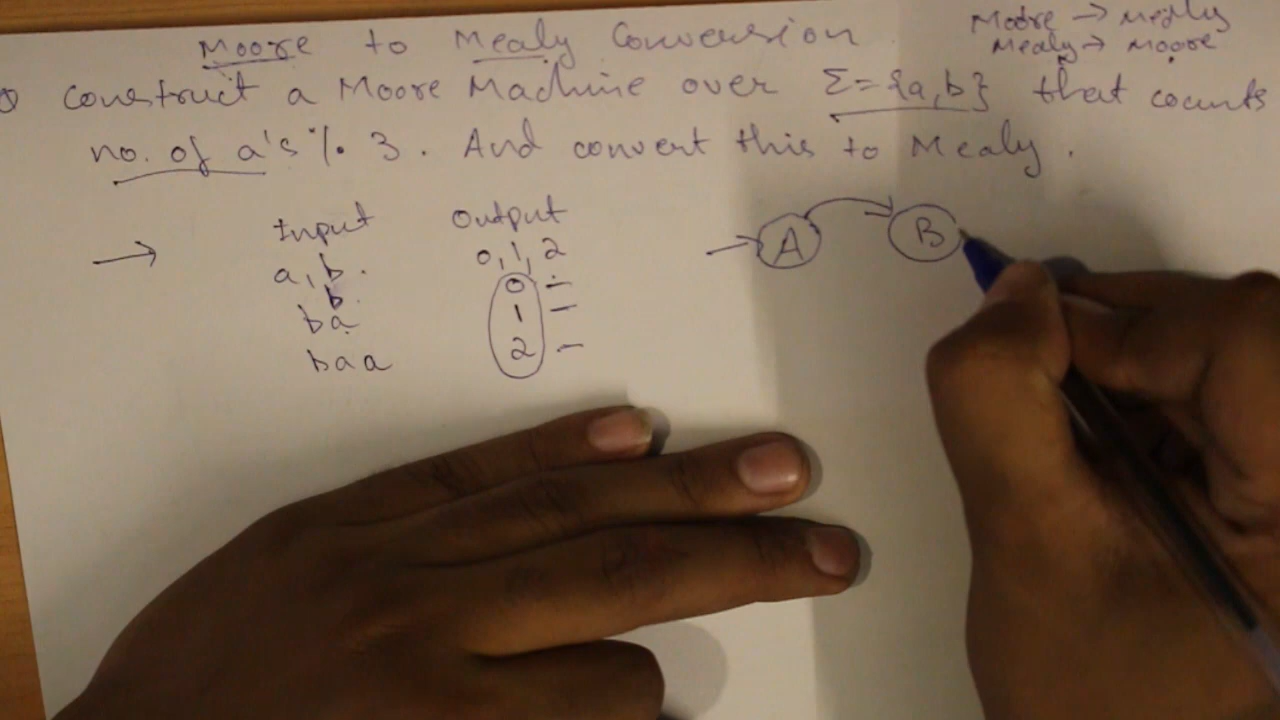 Moore → Mealy
Mealy → Moore
Moore to Mealy Conversion
Q construct a Moore Machine over Σ={a,b} that counts
no. of a's % 3. And convert this to Mealy.
→ Input Output
a,b. 0,1,2
b. 0 –
ba 1 –
baa 2 –
→ A B